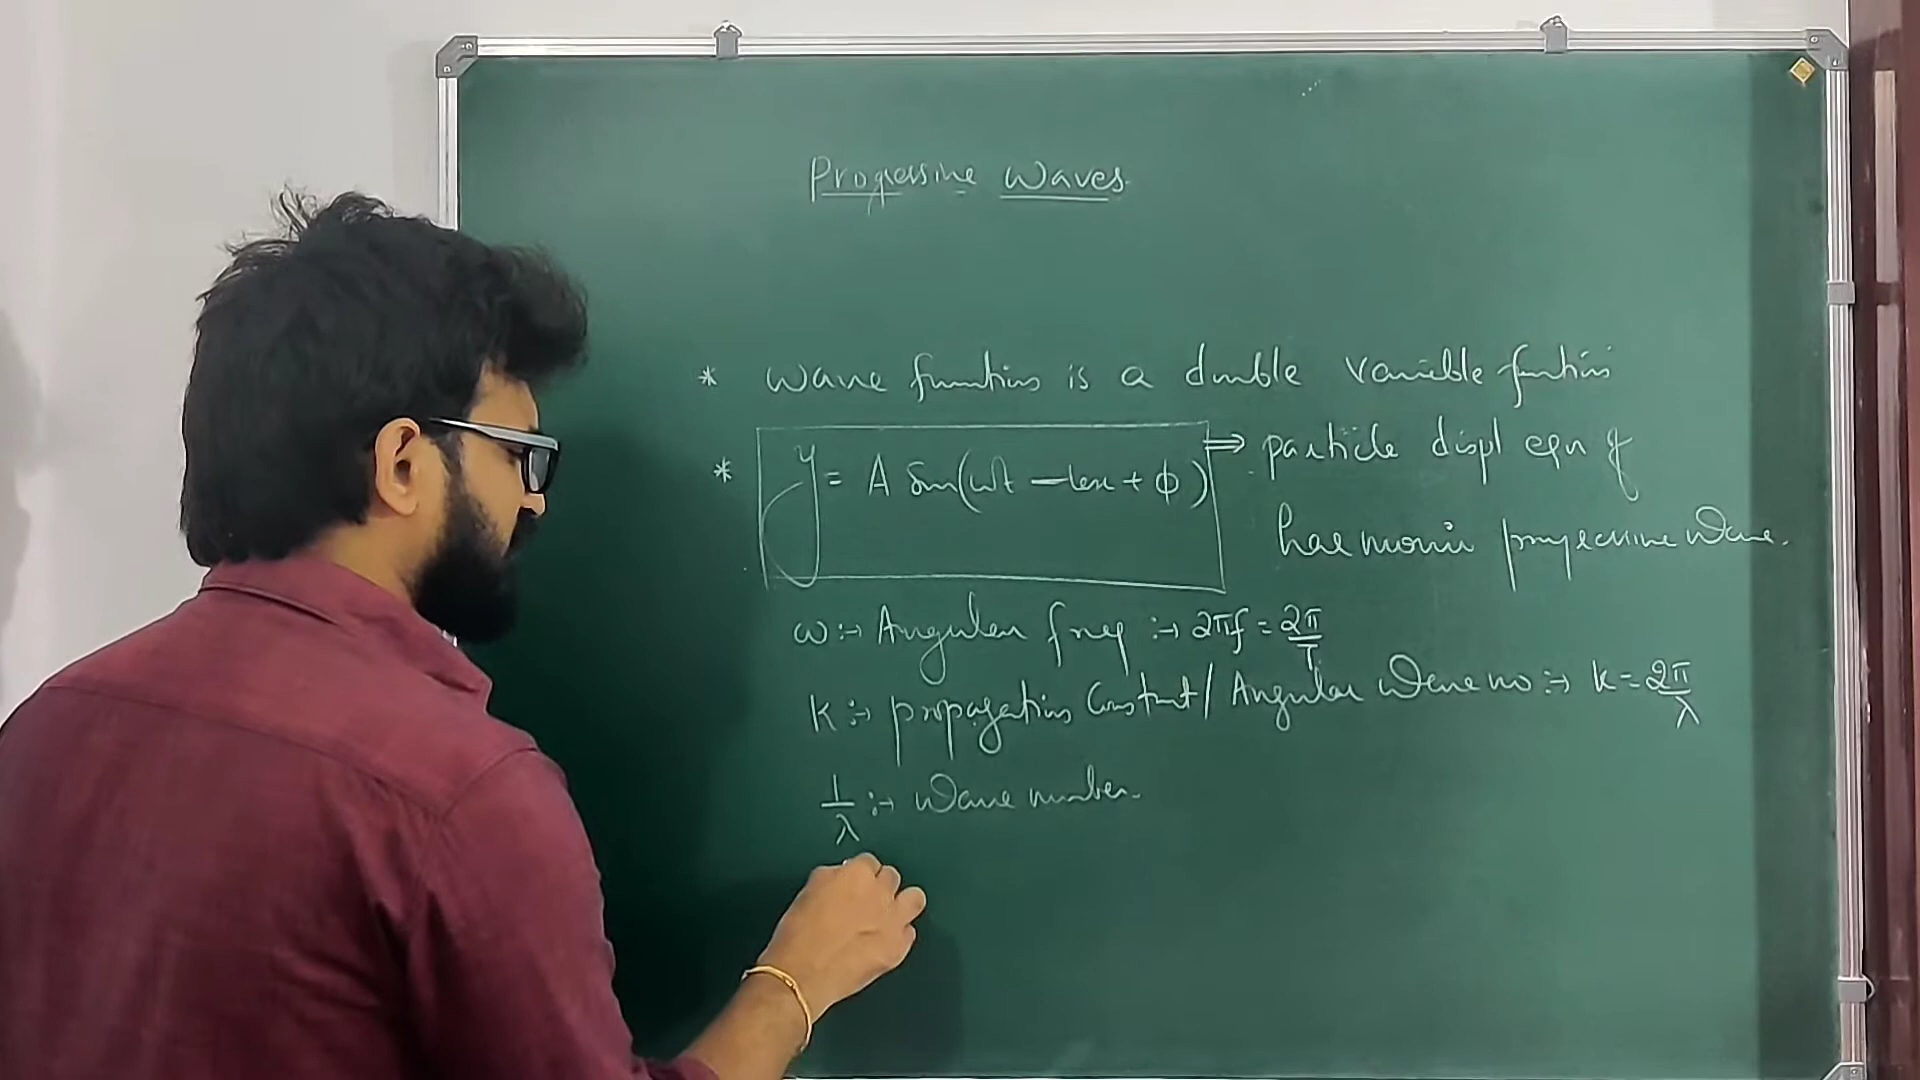 Progressive Waves.
* Wave function is a double variable function
* y = A Sin(ωt − kx + ϕ) ⇒ particle displ eqn of
harmonic progressive Wave.
ω :→ Angular freq :→ 2πf = 2π/T
K :→ propagation Constant / Angular Wave no :→ k = 2π/λ
1/λ :→ Wave number.